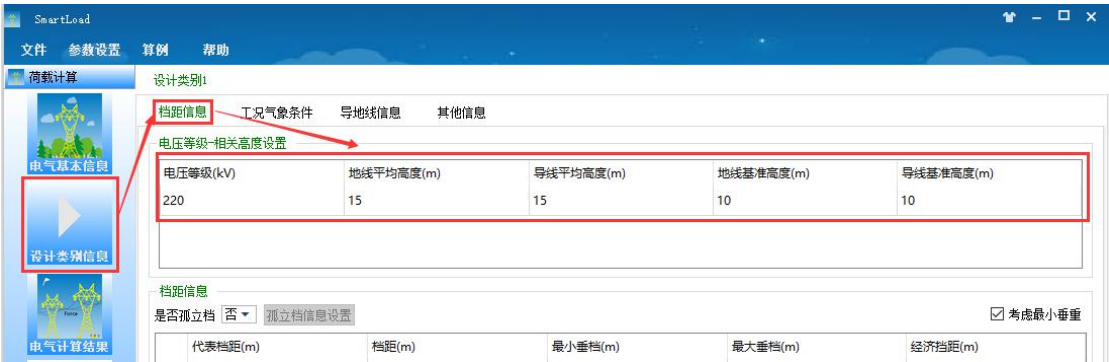 SmartLoad
文件 参数设置 算例 帮助
荷载计算
设计类别1
档距信息 工况气象条件 导地线信息 其他信息
电压等级-相关高度设置
电气基本信息
电压等级(kV) 地线平均高度(m) 导线平均高度(m) 地线基准高度(m) 导线基准高度(m)
220 15 15 10 10
设计类别信息
档距信息
是否孤立档 否 孤立档信息设置 考虑最小垂重
Force
电气计算结果
代表档距(m) 档距(m) 最小垂档(m) 最大垂档(m) 经济挡距(m)